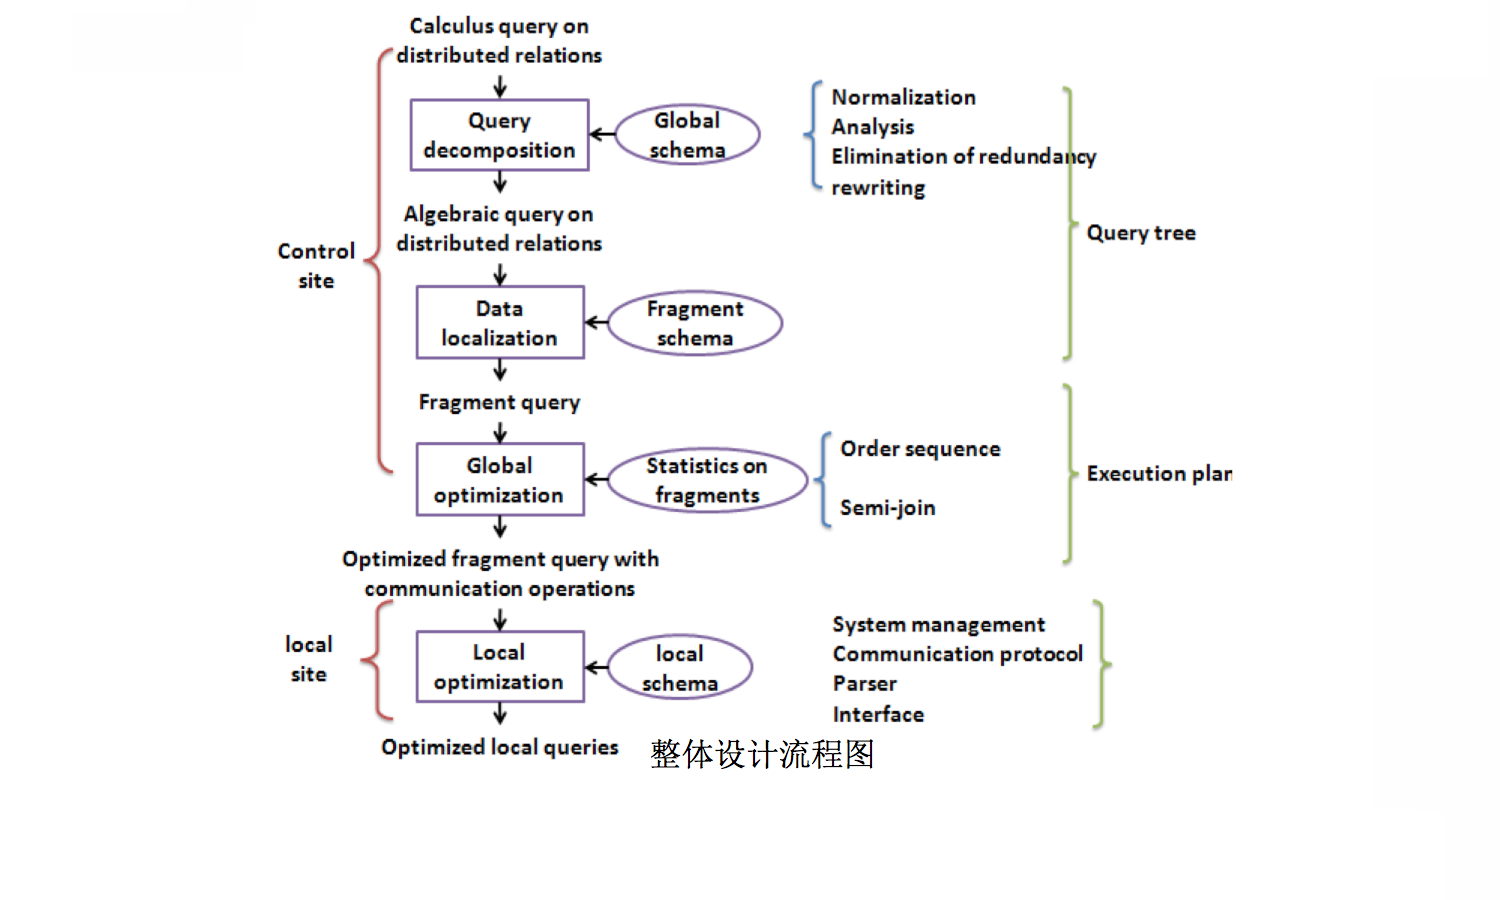 Calculus query on
distributed relations
Query
decomposition
Global
schema
Normalization
Analysis
Elimination of redundancy
rewriting
Algebraic query on
distributed relations
Query tree
Control
site
Data
localization
Fragment
schema
Fragment query
Global
optimization
Statistics on
fragments
Order sequence
Semi-join
Execution plan
Optimized fragment query with
communication operations
local
site
Local
optimization
local
schema
System management
Communication protocol
Parser
Interface
Optimized local queries
整体设计流程图